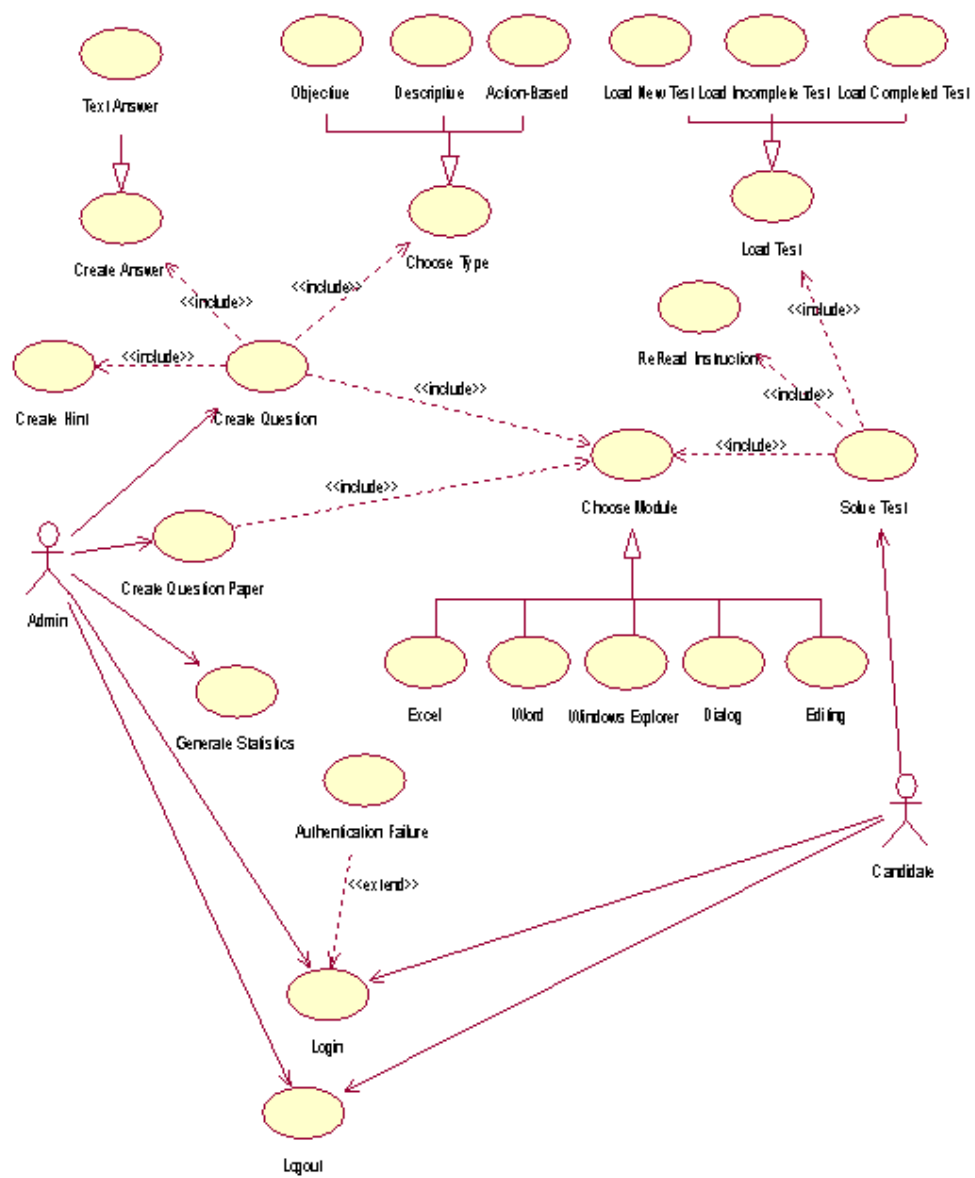 Text Answer
Objective
Descriptive
Action-Based
Load New Test
Load Incomplete Test
Load Completed Test
Create Answer
Choose Type
Load Test
<<include>>
<<include>>
<<include>>
<<include>>
ReRead Instruction
<<include>>
<<include>>
Create Hint
Create Question
<<include>>
<<include>>
Choose Module
Solve Test
Create Question Paper
Admin
Excel
Word
Windows Explorer
Dialog
Editing
Generate Statistics
Authentication Failure
<<extend>>
Candidate
Login
Logout